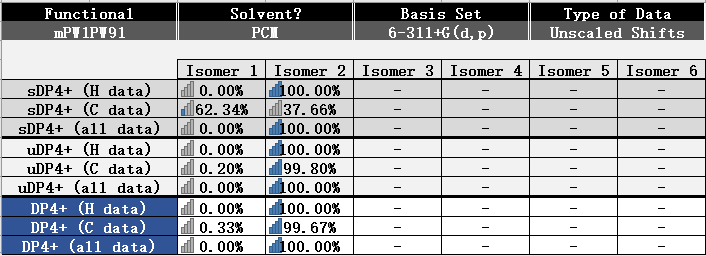 Functional Solvent? Basis Set Type of Data
mPW1PW91 PCM 6-311+G(d,p) Unscaled Shifts
Isomer 1 Isomer 2 Isomer 3 Isomer 4 Isomer 5 Isomer 6
sDP4+ (H data) 0.00% 100.00% - - - -
sDP4+ (C data) 62.34% 37.66% - - - -
sDP4+ (all data) 0.00% 100.00% - - - -
uDP4+ (H data) 0.00% 100.00% - - - -
uDP4+ (C data) 0.20% 99.80% - - - -
uDP4+ (all data) 0.00% 100.00% - - - -
DP4+ (H data) 0.00% 100.00% - - - -
DP4+ (C data) 0.33% 99.67% - - - -
DP4+ (all data) 0.00% 100.00% - - - -